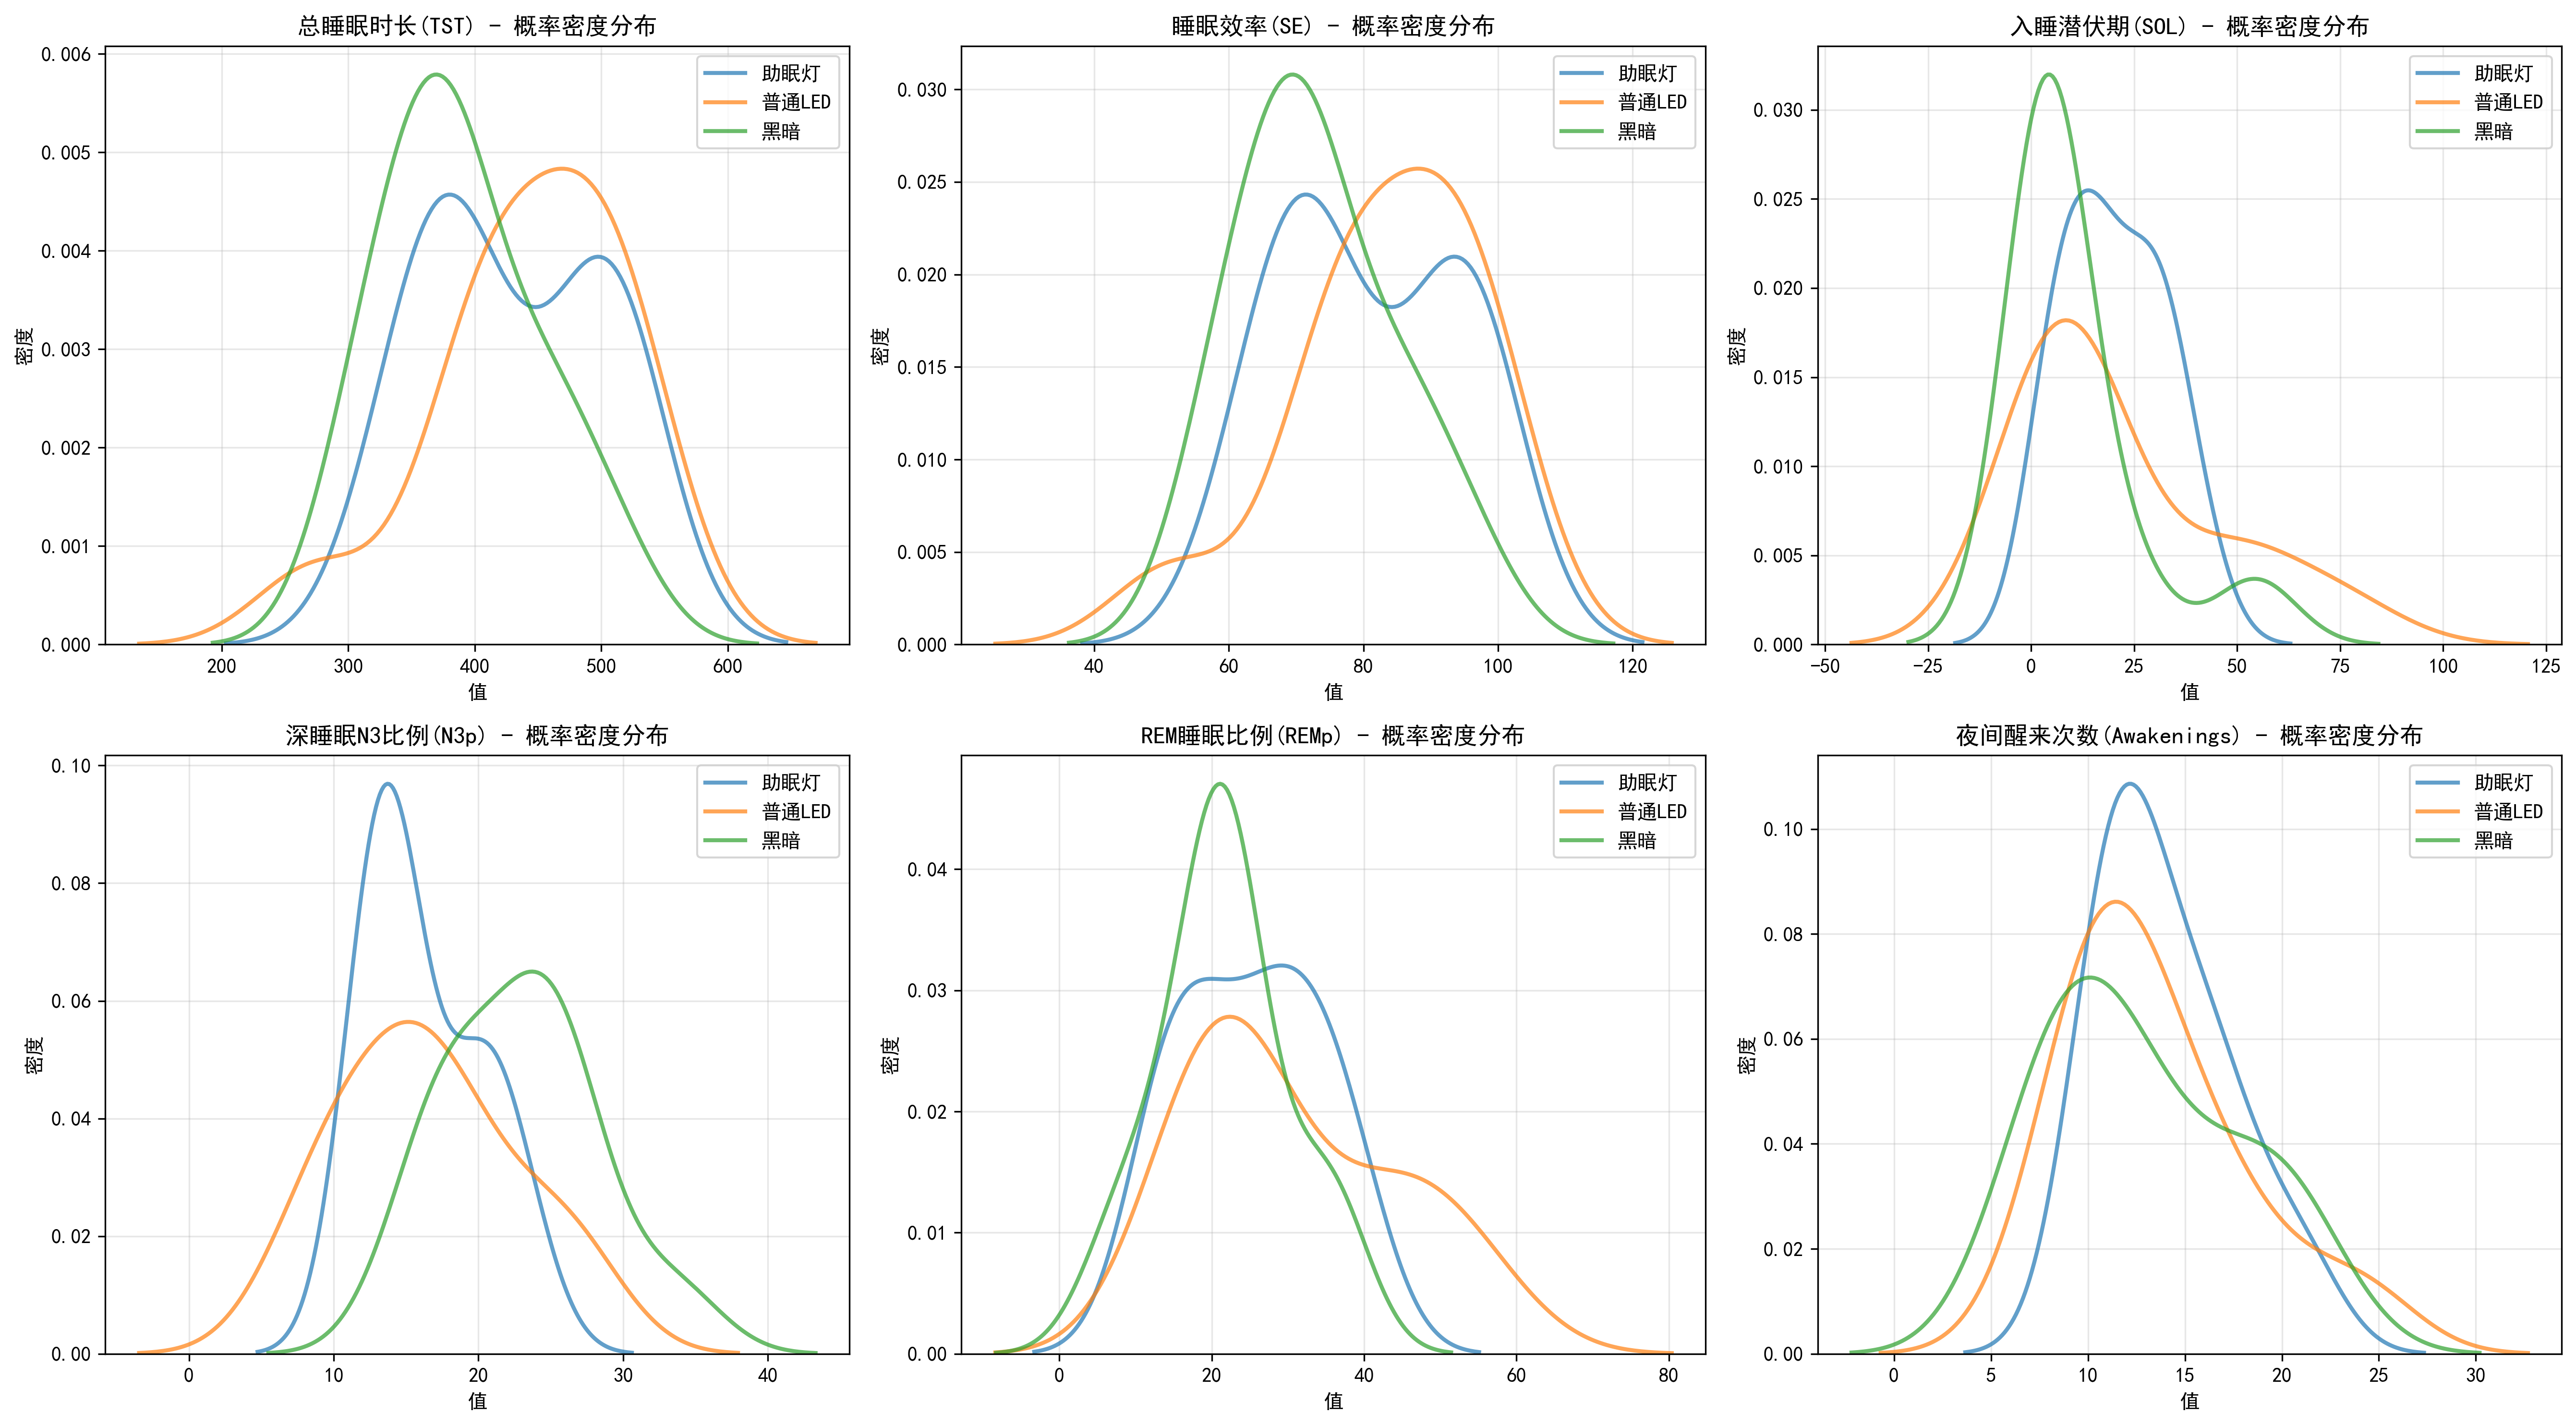 总睡眠时长(TST) - 概率密度分布
0.006
0.005
0.004
0.003
0.002
0.001
0.000
密度
200 300 400 500 600
值
助眠灯
普通LED
黑暗
睡眠效率(SE) - 概率密度分布
0.030
0.025
0.020
0.015
0.010
0.005
0.000
密度
40 60 80 100 120
值
助眠灯
普通LED
黑暗
入睡潜伏期(SOL) - 概率密度分布
0.030
0.025
0.020
0.015
0.010
0.005
0.000
密度
−50 −25 0 25 50 75 100 125
值
助眠灯
普通LED
黑暗
深睡眠N3比例(N3p) - 概率密度分布
0.10
0.08
0.06
0.04
0.02
0.00
密度
0 10 20 30 40
值
助眠灯
普通LED
黑暗
REM睡眠比例(REMp) - 概率密度分布
0.04
0.03
0.02
0.01
0.00
密度
0 20 40 60 80
值
助眠灯
普通LED
黑暗
夜间醒来次数(Awakenings) - 概率密度分布
0.10
0.08
0.06
0.04
0.02
0.00
密度
0 5 10 15 20 25 30
值
助眠灯
普通LED
黑暗